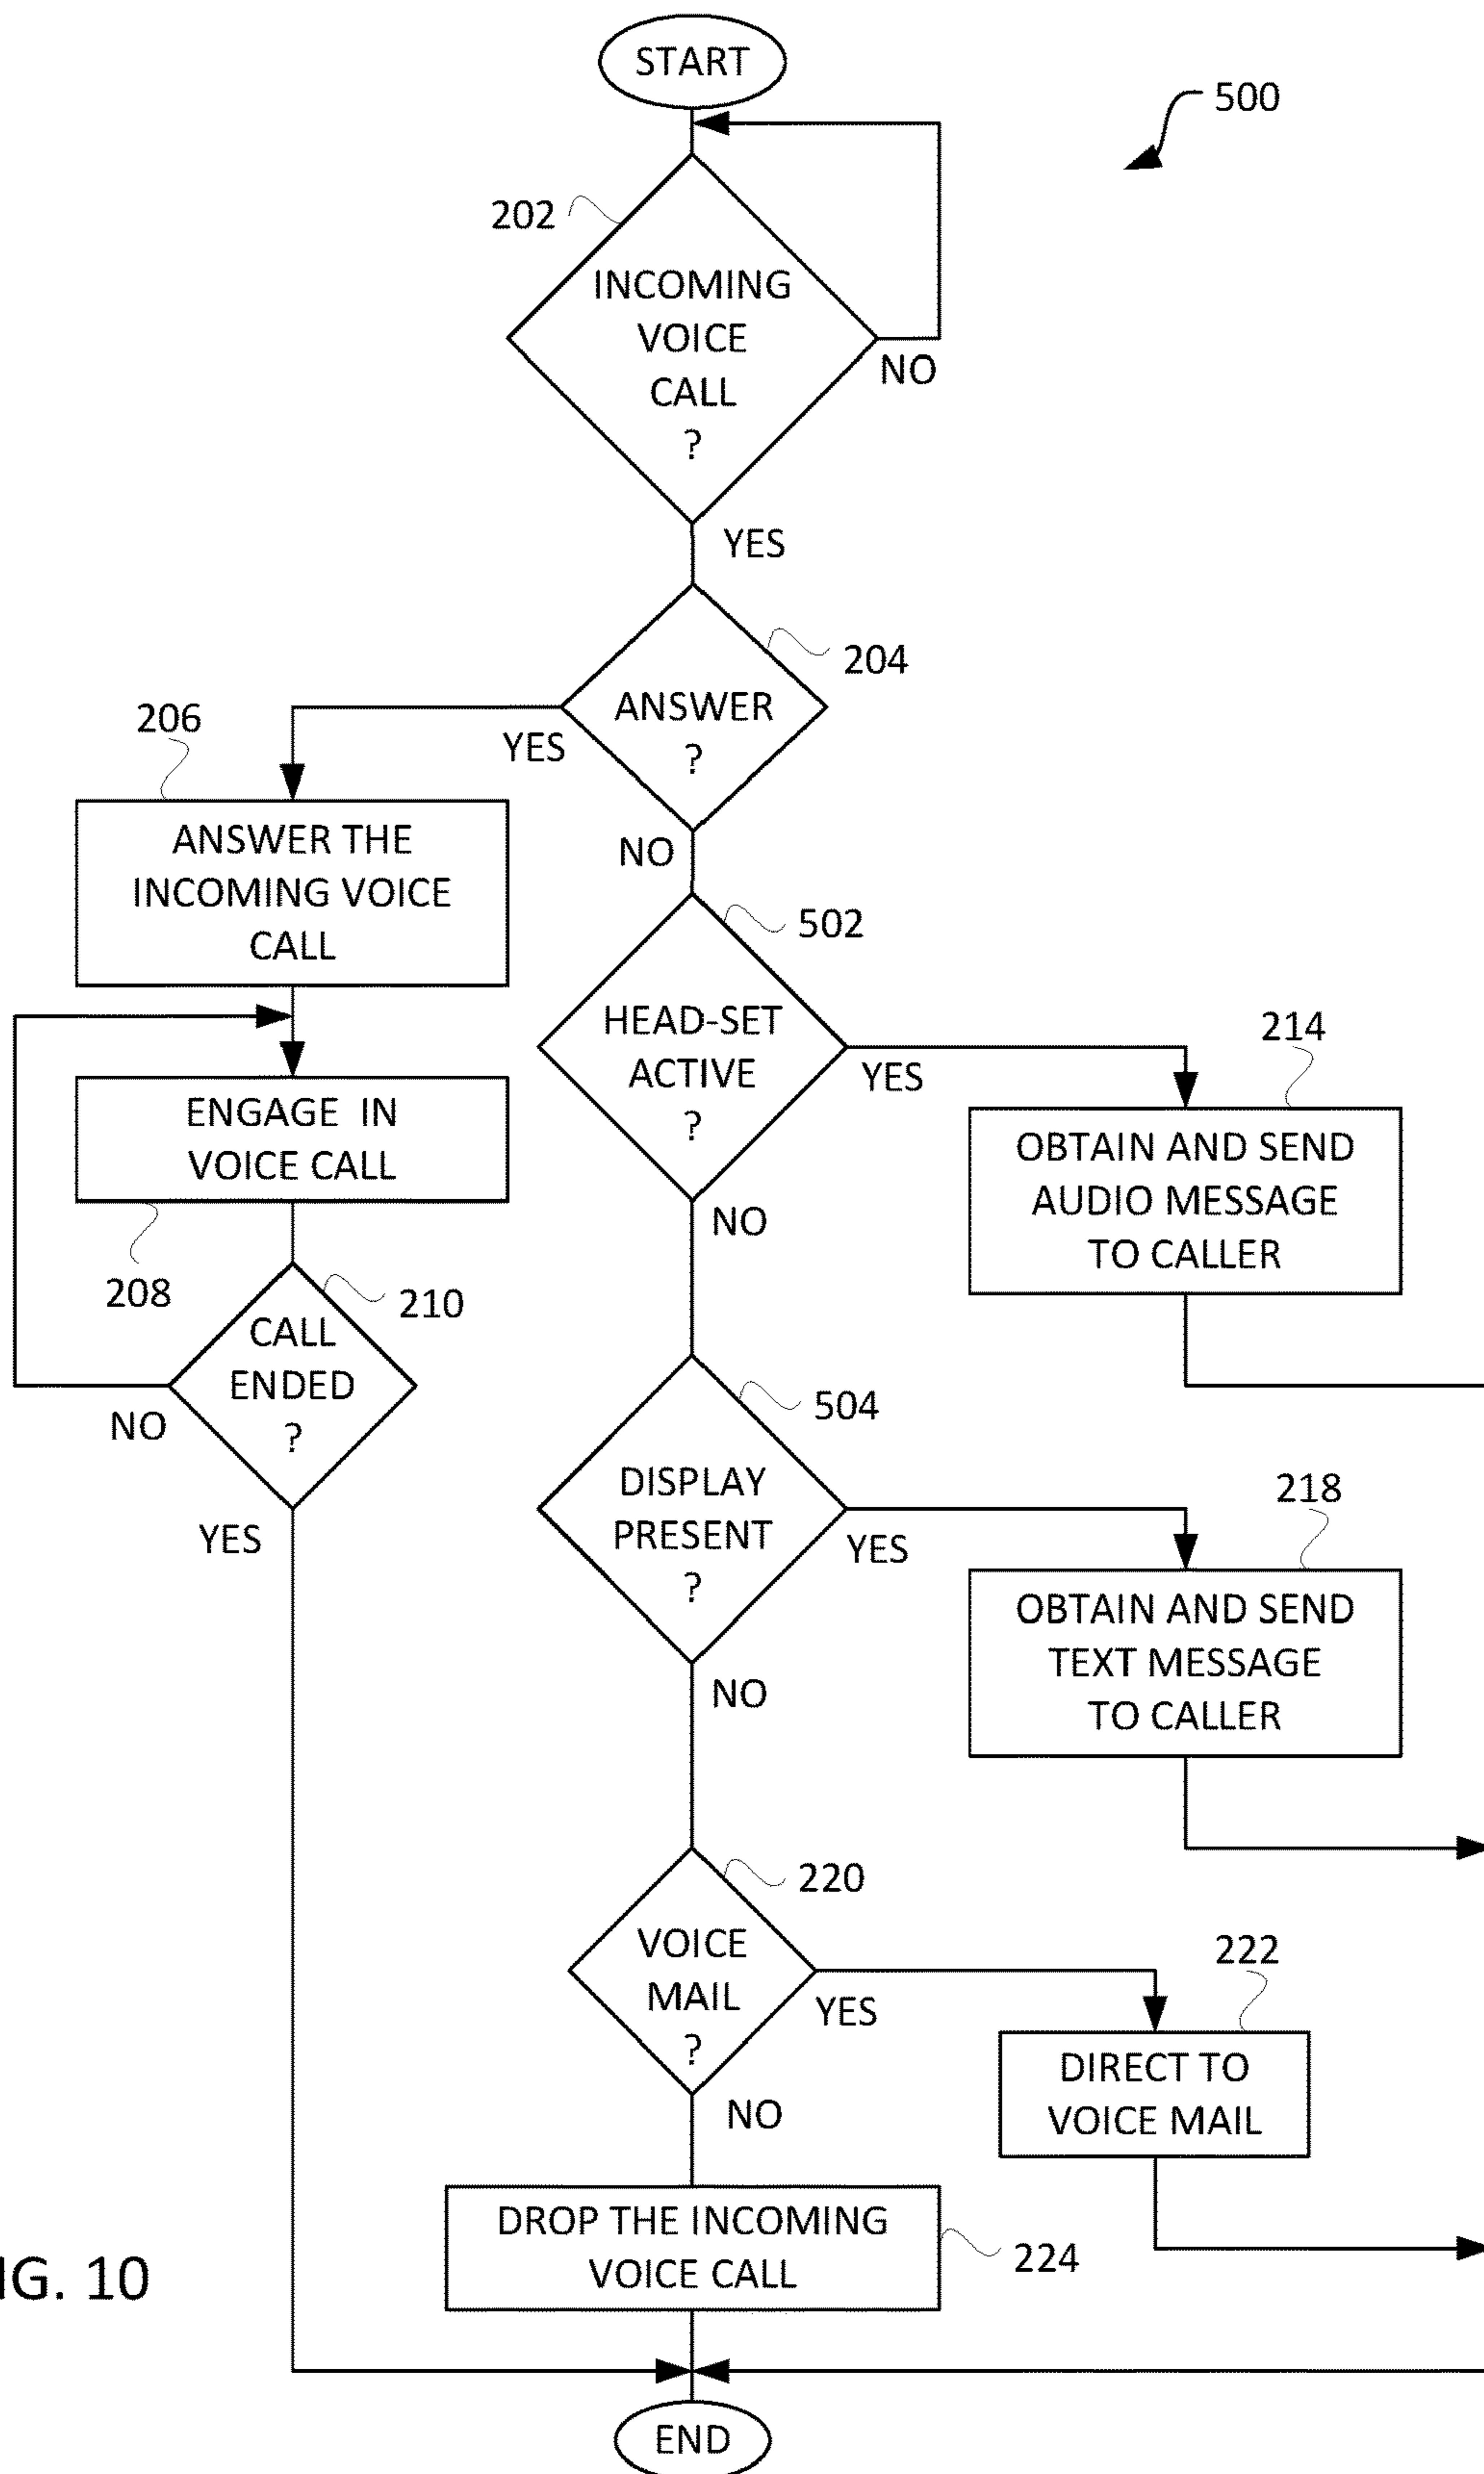 START
500
202
INCOMING
VOICE
CALL
?
NO
YES
204
ANSWER
?
YES
NO
206
ANSWER THE
INCOMING VOICE
CALL
502
HEAD-SET
ACTIVE
?
YES
NO
214
OBTAIN AND SEND
AUDIO MESSAGE
TO CALLER
ENGAGE IN
VOICE CALL
208
210
CALL
ENDED
?
NO
YES
504
DISPLAY
PRESENT
?
YES
NO
218
OBTAIN AND SEND
TEXT MESSAGE
TO CALLER
220
VOICE
MAIL
?
YES
NO
222
DIRECT TO
VOICE MAIL
DROP THE INCOMING
VOICE CALL
224
IG. 10
END